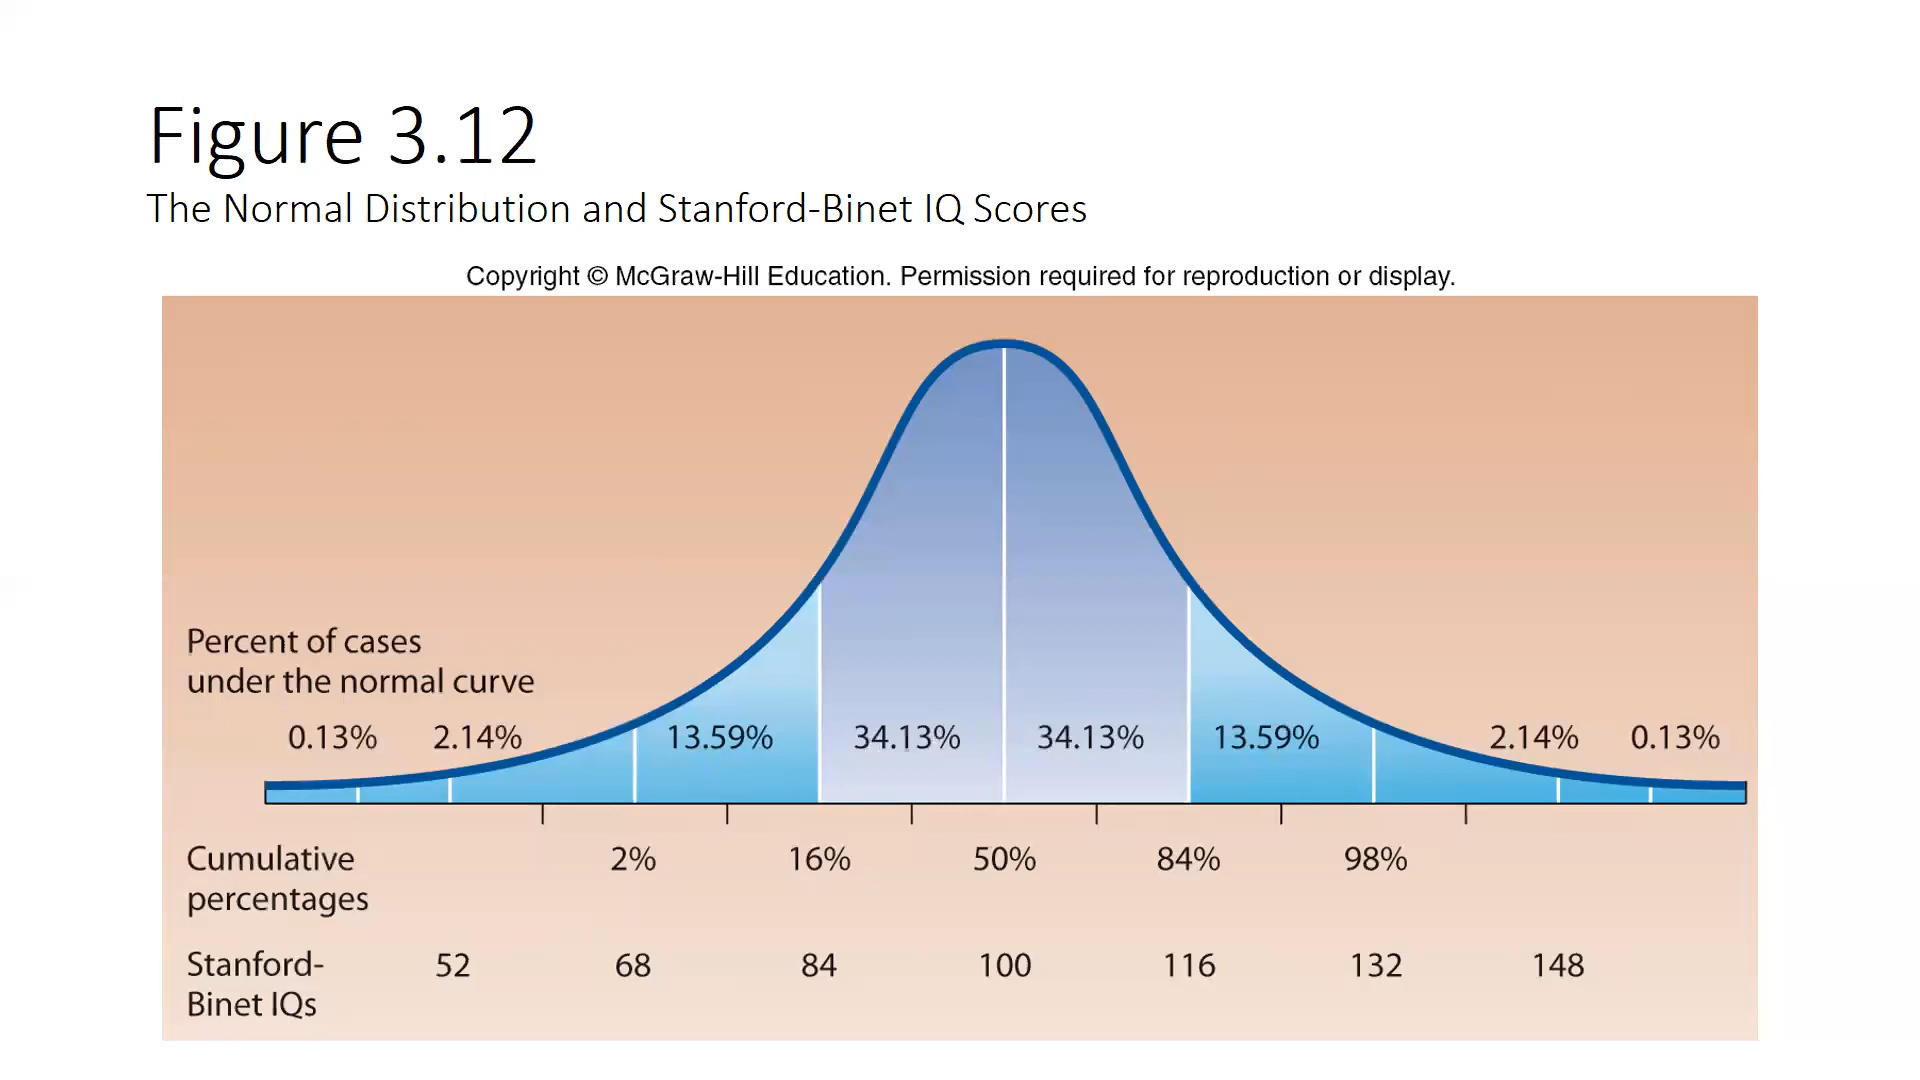 Figure 3.12
The Normal Distribution and Stanford-Binet IQ Scores
Copyright © McGraw-Hill Education. Permission required for reproduction or display.
Percent of cases
under the normal curve
0.13% 2.14% 13.59% 34.13% 34.13% 13.59% 2.14% 0.13%
Cumulative
percentages
2% 16% 50% 84% 98%
Stanford-
Binet IQs
52 68 84 100 116 132 148